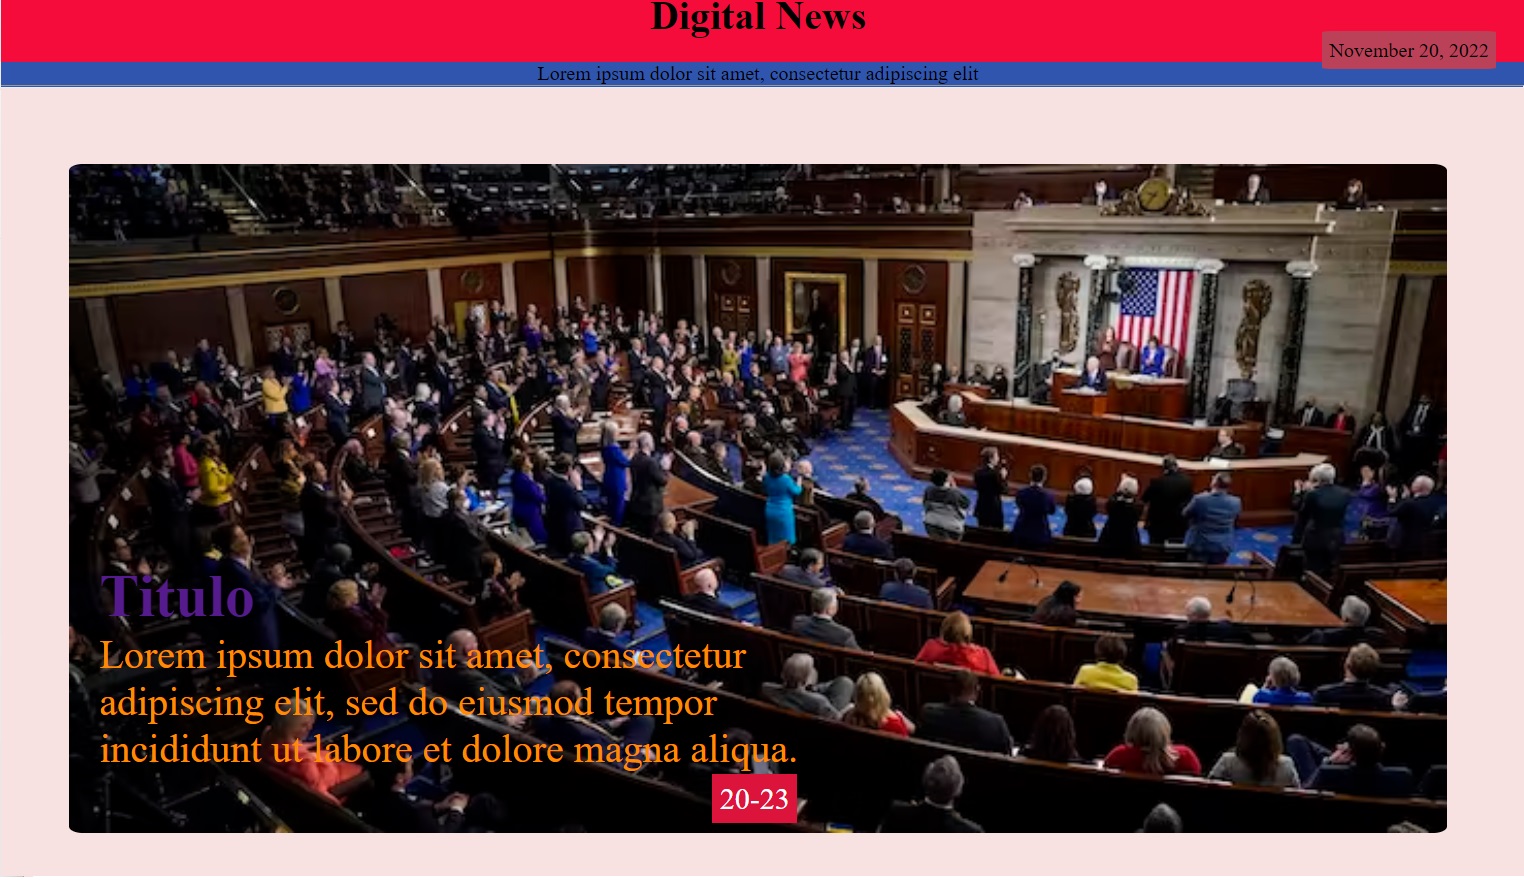 Digital News
November 20, 2022
Lorem ipsum dolor sit amet, consectetur adipiscing elit
Titulo
Lorem ipsum dolor sit amet, consectetur
adipiscing elit, sed do eiusmod tempor
incididunt ut labore et dolore magna aliqua.
20-23